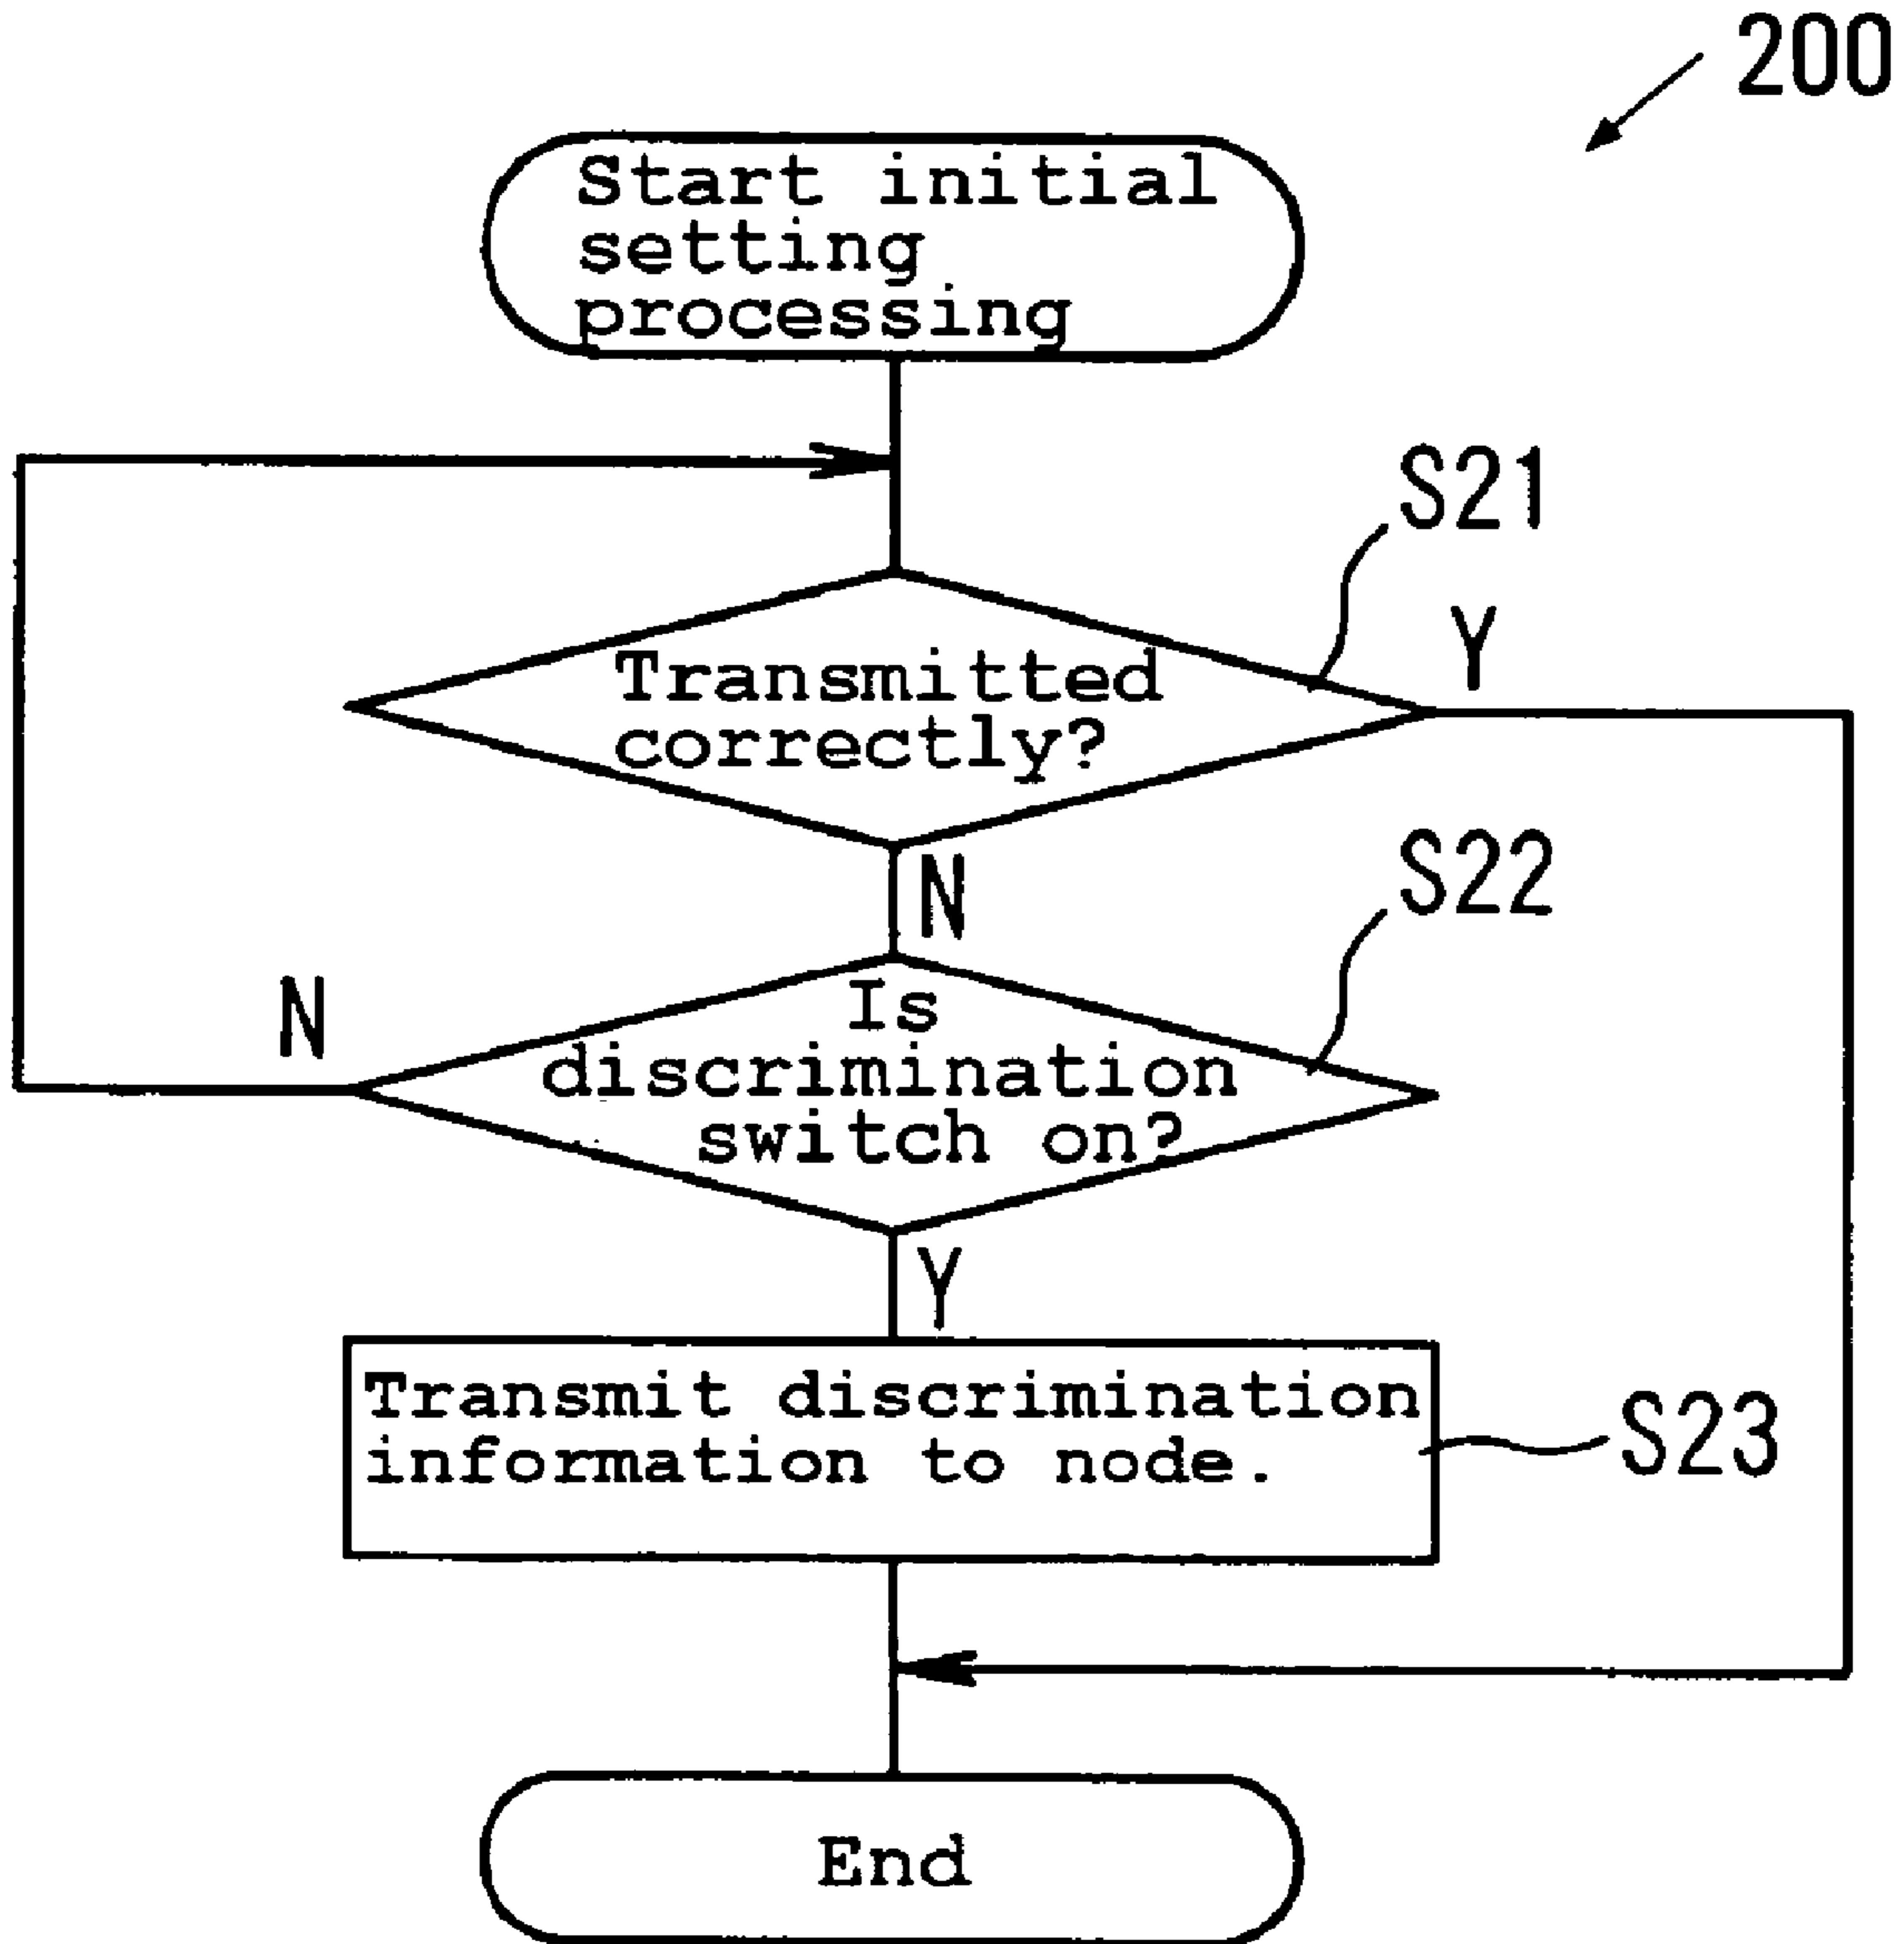 200
Start initial
setting
processing
S21
Y
Transmitted
correctly?
N
S22
N
Is
discrimination
switch on?
Y
Transmit discrimination
information to node.
S23
End